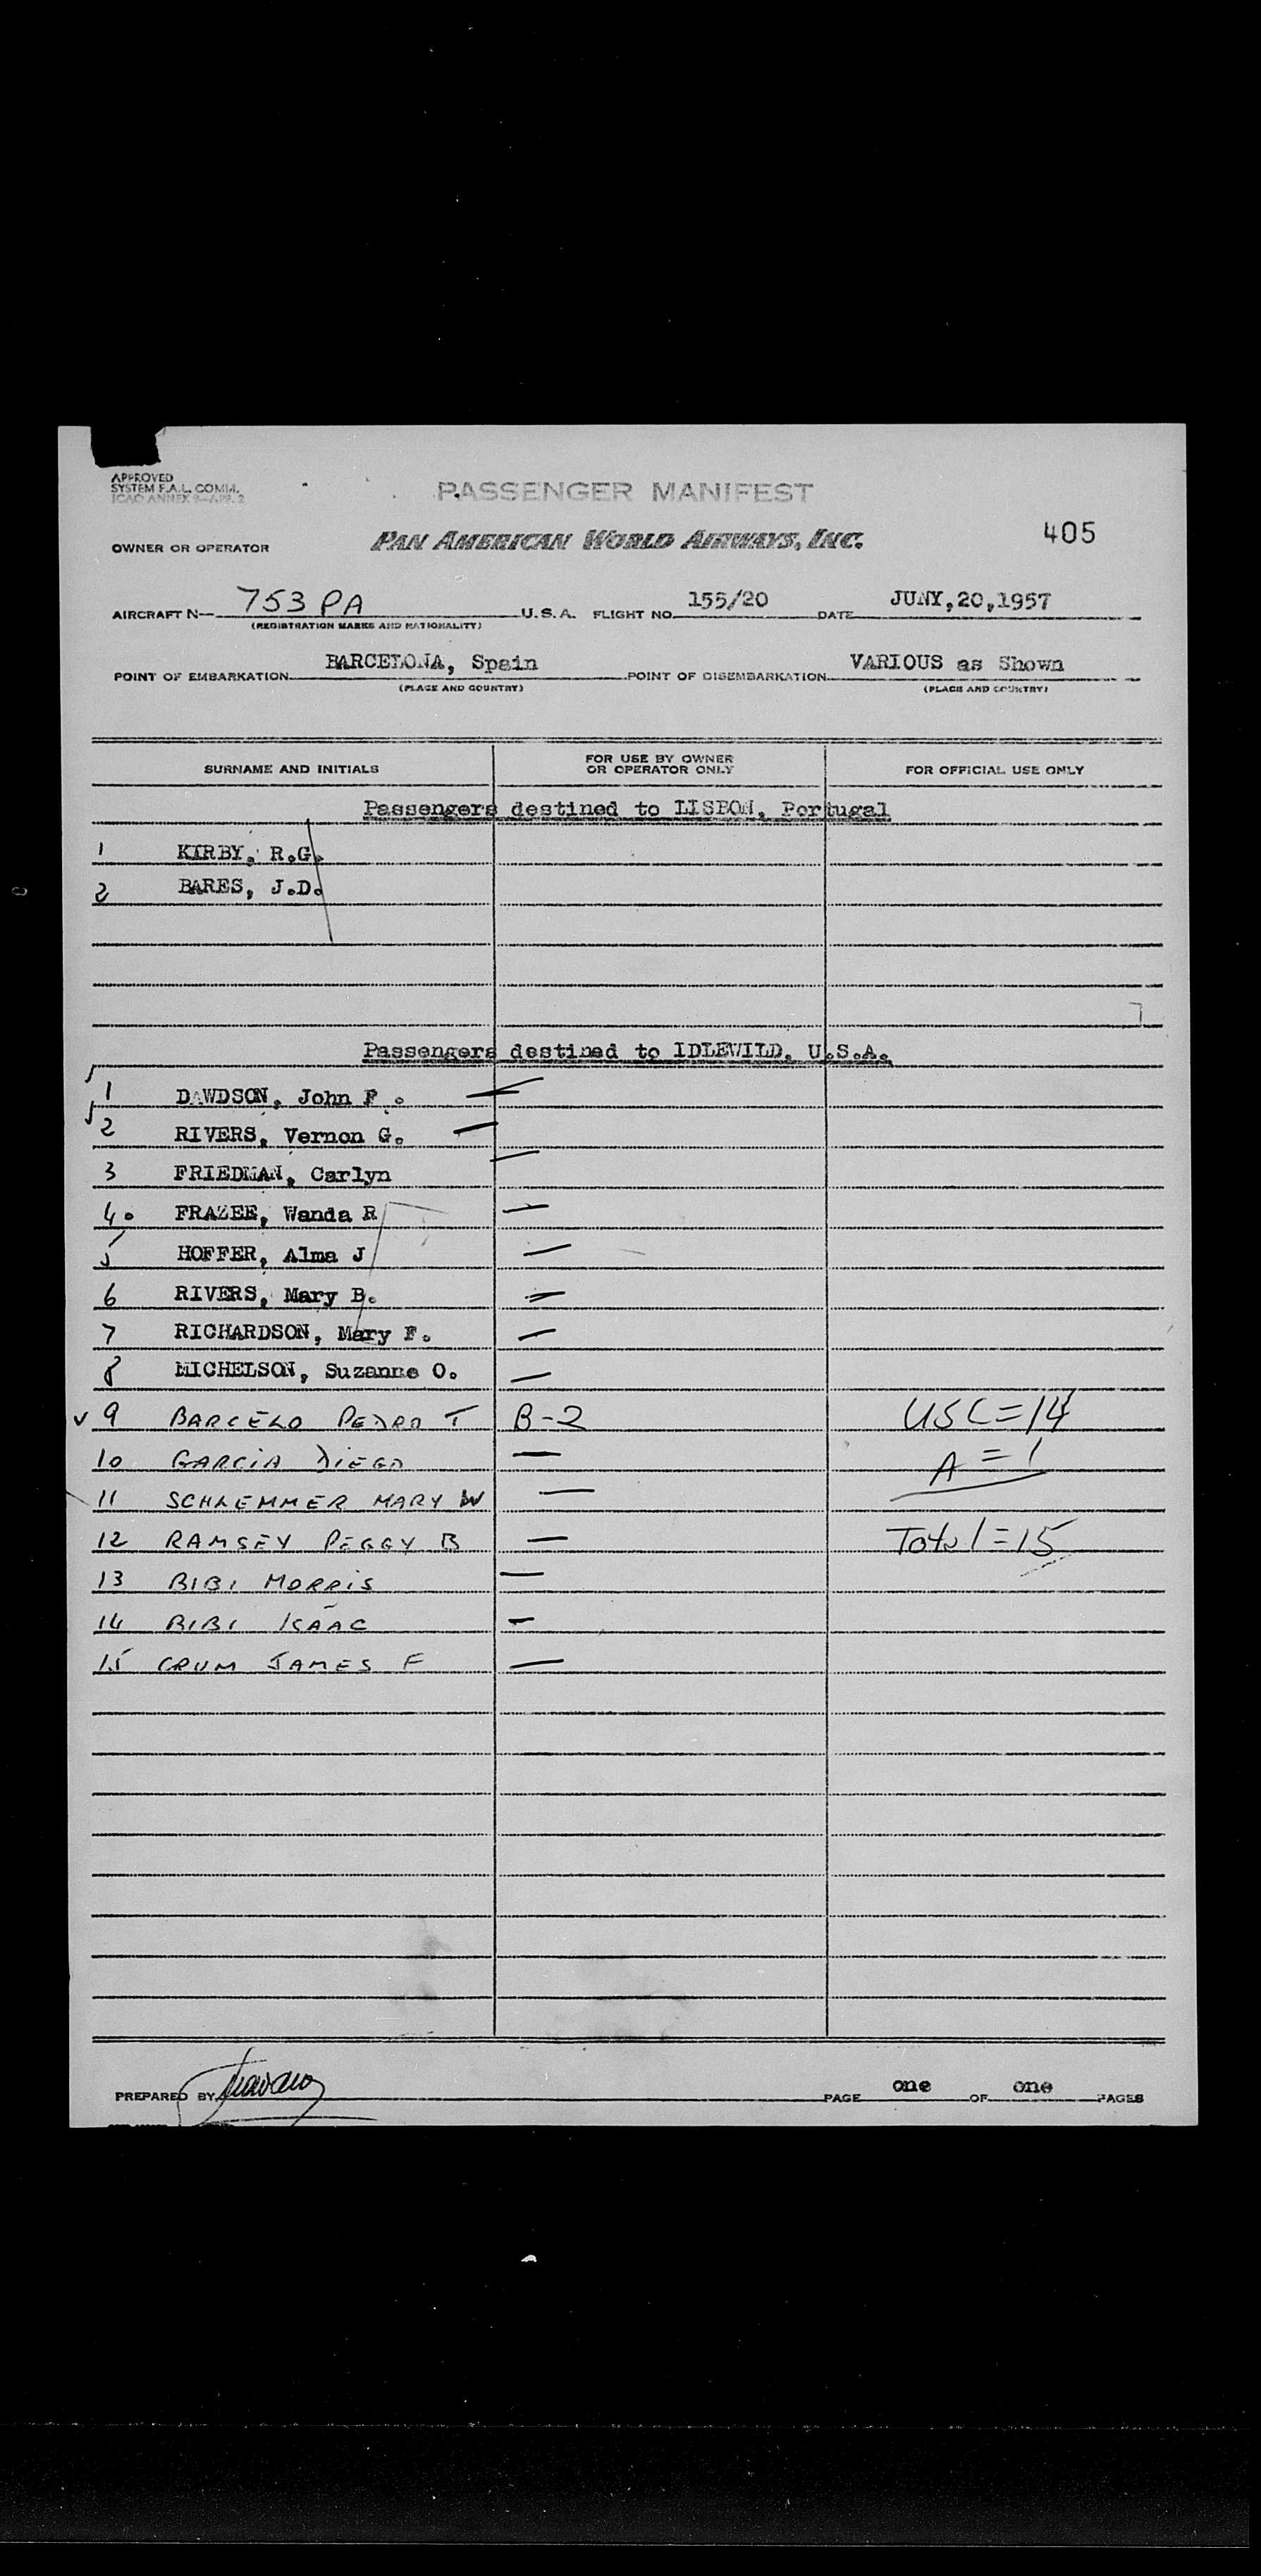 APPROVED
SYSTEM F.A.L. COMM.
ICAO ANNEX 9—APP. 2
PASSENGER MANIFEST
405
OWNER OR OPERATOR PAN AMERICAN WORLD AIRWAYS, INC.
AIRCRAFT N— 753 PA U.S.A. FLIGHT NO. 155/20 DATE JUNY,20,1957
(REGISTRATION MARKS AND NATIONALITY)
POINT OF EMBARKATION BARCELONA, Spain POINT OF DISEMBARKATION VARIOUS as Shown
(PLACE AND COUNTRY) (PLACE AND COUNTRY)
SURNAME AND INITIALS FOR USE BY OWNER OR OPERATOR ONLY FOR OFFICIAL USE ONLY
Passengers destined to LISBON, Portugal
1 KIRBY, R.G.
2 BARES, J.D.
Passengers destined to IDLEWILD, U.S.A.
1 DAWDSON, John F.
2 RIVERS, Vernon G. —
3 FRIEDMAN, Carlyn —
4. FRAZEE, Wanda R —
5 HOFFER, Alma J —
6 RIVERS, Mary B. —
7 RICHARDSON, Mary F. —
8 MICHELSON, Suzanne O. —
✓ 9 BARCELO PEDRO T B-2 USC=14
10 GARCIA DIEGO — A = 1
11 SCHLEMMER MARY W —
12 RAMSEY PEGGY B — Total=15
13 BIBI MORRIS —
14 BIBI ISAAC —
15 CRUM JAMES F —
PREPARED BY PAGE one OF one PAGES